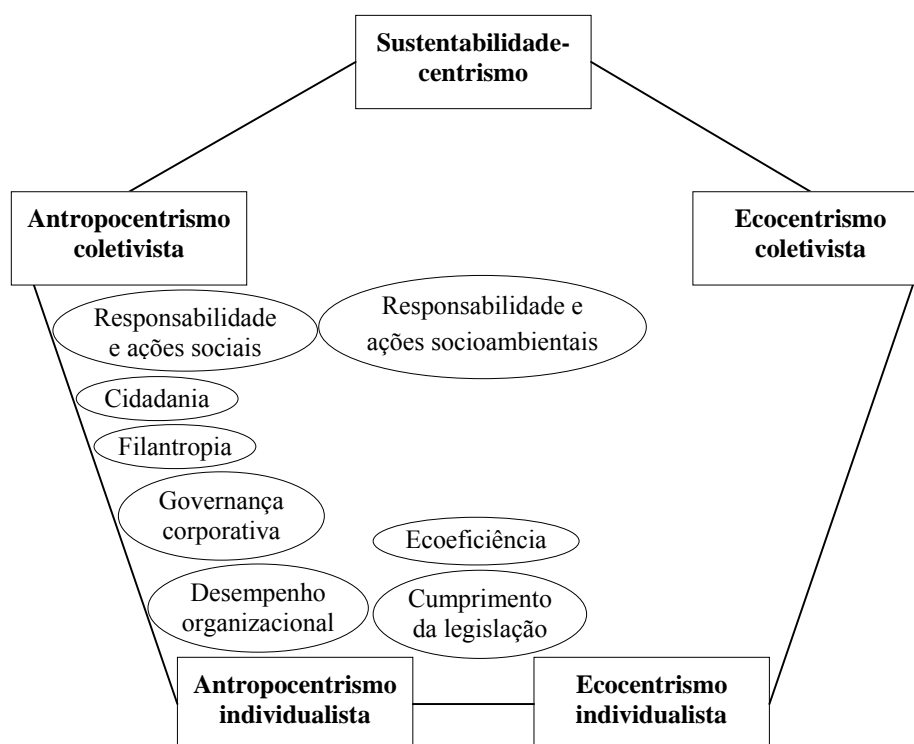 Sustentabilidade-
centrismo
Antropocentrismo
coletivista
Ecocentrismo
coletivista
Responsabilidade
e ações sociais
Responsabilidade e
ações socioambientais
Cidadania
Filantropia
Governança
corporativa
Ecoeficiência
Desempenho
organizacional
Cumprimento
da legislação
Antropocentrismo
individualista
Ecocentrismo
individualista